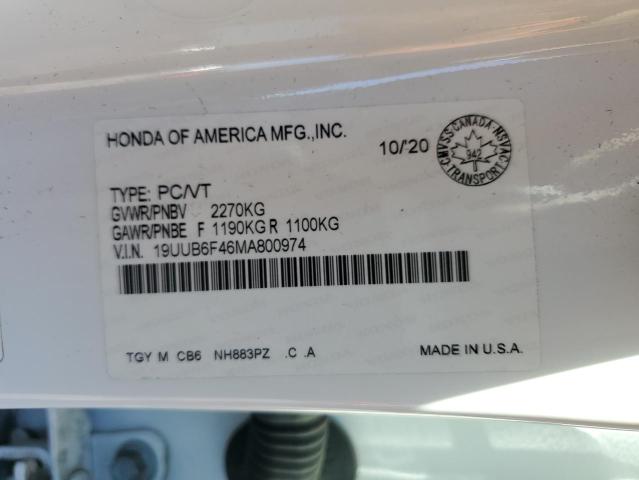 HONDA OF AMERICA MFG.,INC.
10/'20
CMVSS·CANADA·NSVAC
942
TRANSPORT
TYPE: PC/VT
GVWR/PNBV 2270KG
GAWR/PNBE F 1190KG R 1100KG
V.I.N. 19UUB6F46MA800974
TGY M CB6 NH883PZ .C .A
MADE IN U.S.A.